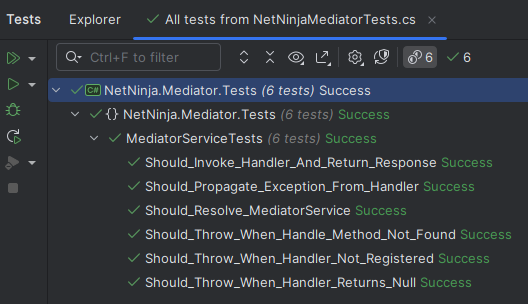 Tests Explorer All tests from NetNinjaMediatorTests.cs
Ctrl+F to filter 6 6
C# NetNinja.Mediator.Tests (6 tests) Success
{} NetNinja.Mediator.Tests (6 tests) Success
MediatorServiceTests (6 tests) Success
Should_Invoke_Handler_And_Return_Response Success
Should_Propagate_Exception_From_Handler Success
Should_Resolve_MediatorService Success
Should_Throw_When_Handle_Method_Not_Found Success
Should_Throw_When_Handler_Not_Registered Success
Should_Throw_When_Handler_Returns_Null Success